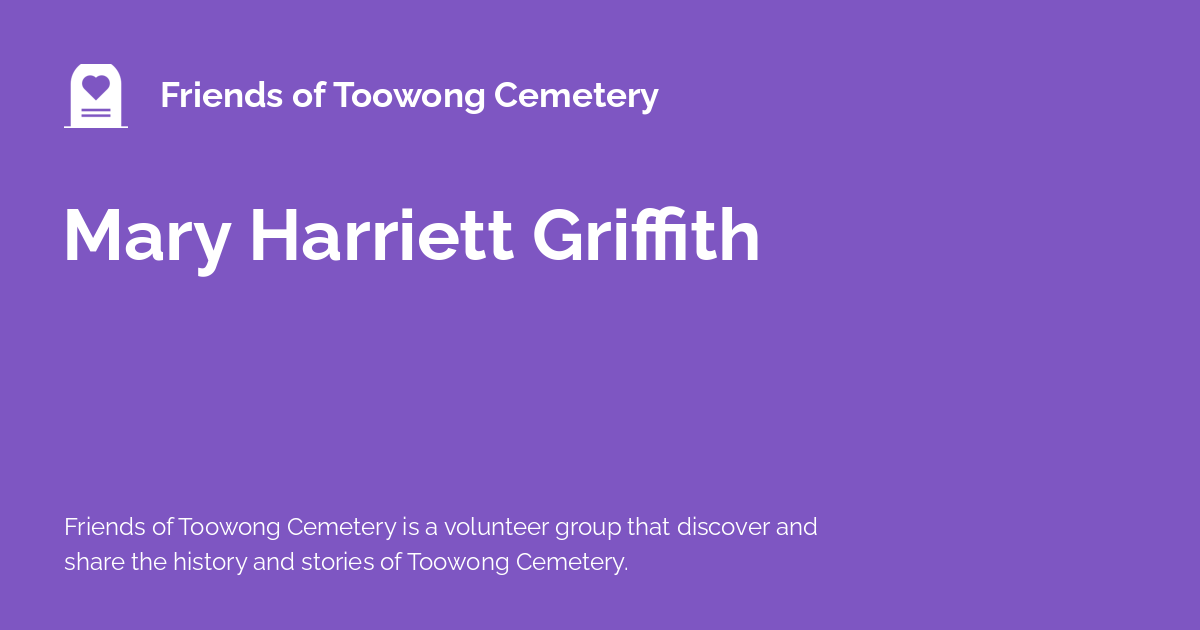 Friends of Toowong Cemetery
Mary Harriett Griffith
Friends of Toowong Cemetery is a volunteer group that discover and
share the history and stories of Toowong Cemetery.